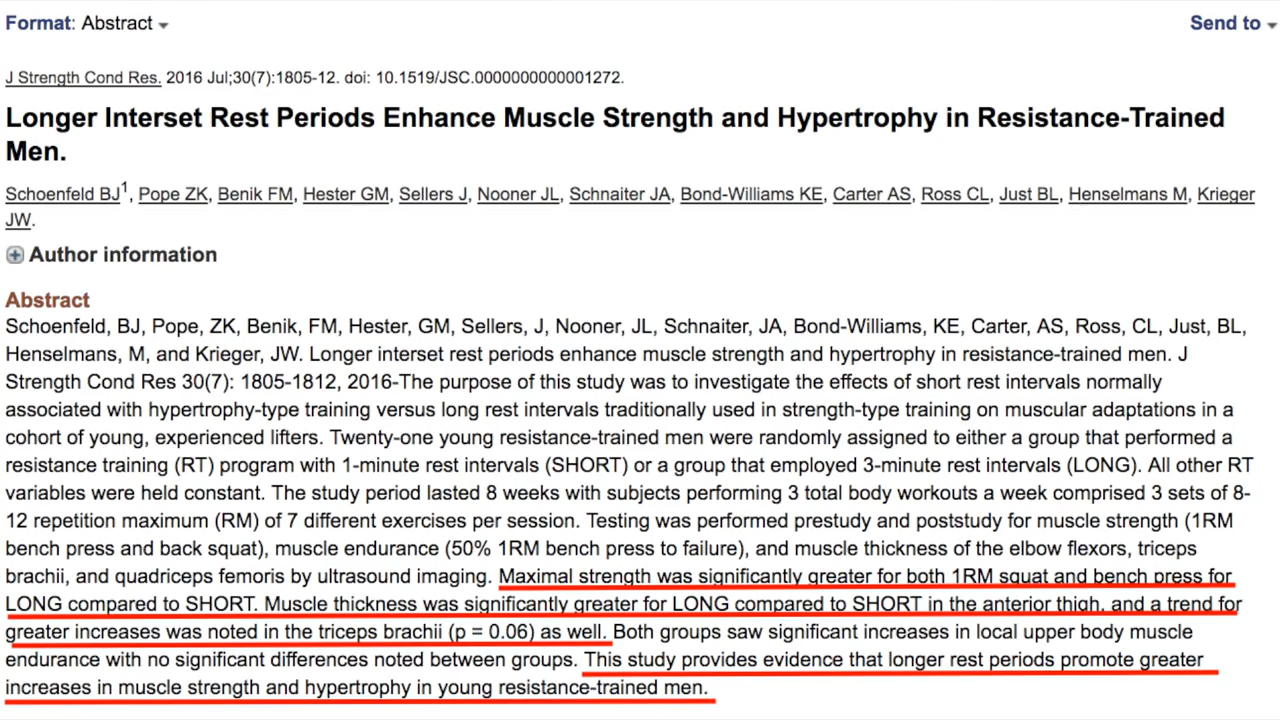 Format: Abstract
Send to
J Strength Cond Res. 2016 Jul;30(7):1805-12. doi: 10.1519/JSC.0000000000001272.
Longer Interset Rest Periods Enhance Muscle Strength and Hypertrophy in Resistance-Trained
Men.
Schoenfeld BJ1, Pope ZK, Benik FM, Hester GM, Sellers J, Nooner JL, Schnaiter JA, Bond-Williams KE, Carter AS, Ross CL, Just BL, Henselmans M, Krieger
JW.
Author information
Abstract
Schoenfeld, BJ, Pope, ZK, Benik, FM, Hester, GM, Sellers, J, Nooner, JL, Schnaiter, JA, Bond-Williams, KE, Carter, AS, Ross, CL, Just, BL,
Henselmans, M, and Krieger, JW. Longer interset rest periods enhance muscle strength and hypertrophy in resistance-trained men. J
Strength Cond Res 30(7): 1805-1812, 2016-The purpose of this study was to investigate the effects of short rest intervals normally
associated with hypertrophy-type training versus long rest intervals traditionally used in strength-type training on muscular adaptations in a
cohort of young, experienced lifters. Twenty-one young resistance-trained men were randomly assigned to either a group that performed a
resistance training (RT) program with 1-minute rest intervals (SHORT) or a group that employed 3-minute rest intervals (LONG). All other RT
variables were held constant. The study period lasted 8 weeks with subjects performing 3 total body workouts a week comprised 3 sets of 8-
12 repetition maximum (RM) of 7 different exercises per session. Testing was performed prestudy and poststudy for muscle strength (1RM
bench press and back squat), muscle endurance (50% 1RM bench press to failure), and muscle thickness of the elbow flexors, triceps
brachii, and quadriceps femoris by ultrasound imaging. Maximal strength was significantly greater for both 1RM squat and bench press for
LONG compared to SHORT. Muscle thickness was significantly greater for LONG compared to SHORT in the anterior thigh, and a trend for
greater increases was noted in the triceps brachii (p = 0.06) as well. Both groups saw significant increases in local upper body muscle
endurance with no significant differences noted between groups. This study provides evidence that longer rest periods promote greater
increases in muscle strength and hypertrophy in young resistance-trained men.